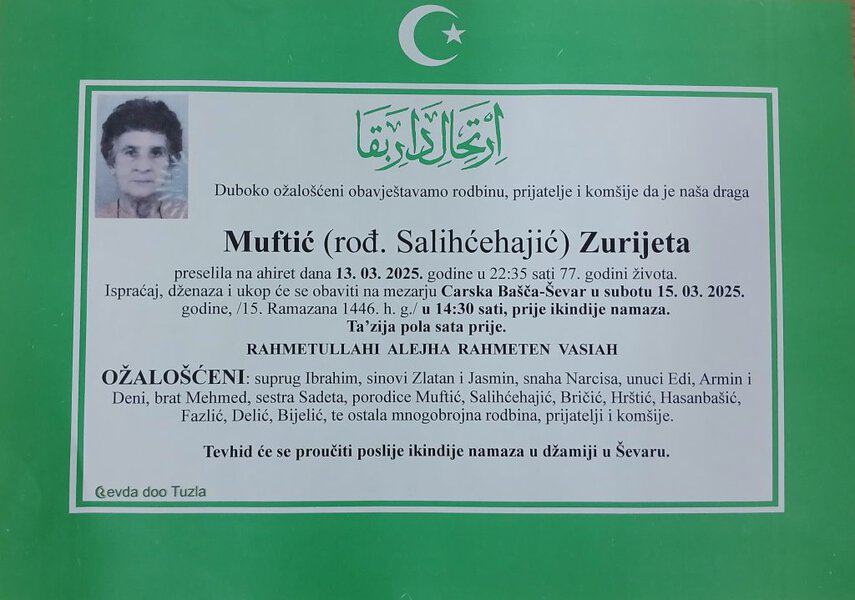 اِرْتَحَالِ دَارِ بَقَا
Duboko ožalošćeni obavještavamo rodbinu, prijatelje i komšije da je naša draga
Muftić (rođ. Salihćehajić) Zurijeta
preselila na ahiret dana 13. 03. 2025. godine u 22:35 sati 77. godini života.
Ispraćaj, dženaza i ukop će se obaviti na mezarju Carska Bašča-Ševar u subotu 15. 03. 2025.
godine, /15. Ramazana 1446. h. g./ u 14:30 sati, prije ikindije namaza.
Ta'zija pola sata prije.
RAHMETULLAHI ALEJHA RAHMETEN VASIAH
OŽALOŠĆENI: suprug Ibrahim, sinovi Zlatan i Jasmin, snaha Narcisa, unuci Edi, Armin i
Deni, brat Mehmed, sestra Sadeta, porodice Muftić, Salihćehajić, Bričić, Hrštić, Hasanbašić,
Fazlić, Delić, Bijelić, te ostala mnogobrojna rodbina, prijatelji i komšije.
Tevhid će se proučiti poslije ikindije namaza u džamiji u Ševaru.
Revda doo Tuzla